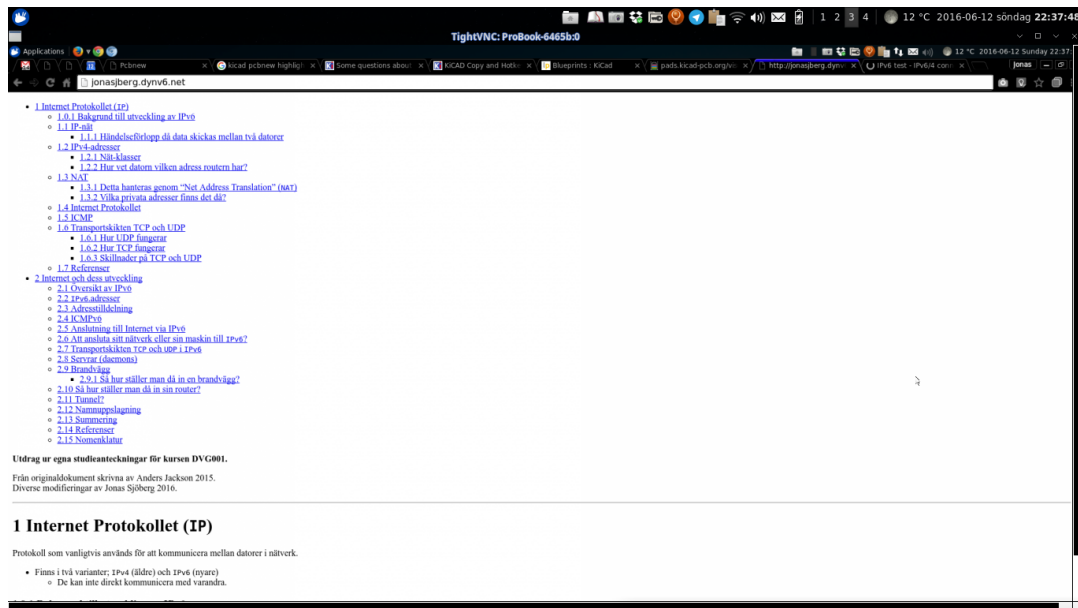 1 2 3 4 12 °C 2016-06-12 söndag 22:37:48
TightVNC: ProBook-6465b:0
Applications 12 °C 2016-06-12 Sunday 22:37:
Pcbnew kicad pcbnew highligh Some questions about KiCAD Copy and Hotke Blueprints : KiCad pads.kicad-pcb.org/vi http://jonasjberg.dynv IPv6 test - IPv6/4 conn Jonas
jonasjberg.dynv6.net
1 Internet Protokollet (IP)
1.0.1 Bakgrund till utveckling av IPv6
1.1 IP-nät
1.1.1 Händelseförlopp då data skickas mellan två datorer
1.2 IPv4-adresser
1.2.1 Nät-klasser
1.2.2 Hur vet datorn vilken adress routern har?
1.3 NAT
1.3.1 Detta hanteras genom “Net Address Translation” (NAT)
1.3.2 Vilka privata adresser finns det då?
1.4 Internet Protokollet
1.5 ICMP
1.6 Transportskikten TCP och UDP
1.6.1 Hur UDP fungerar
1.6.2 Hur TCP fungerar
1.6.3 Skillnader på TCP och UDP
1.7 Referenser
2 Internet och dess utveckling
2.1 Översikt av IPv6
2.2 IPv6.adresser
2.3 Adresstilldelning
2.4 ICMPv6
2.5 Anslutning till Internet via IPv6
2.6 Att ansluta sitt nätverk eller sin maskin till IPv6?
2.7 Transportskikten TCP och UDP i IPv6
2.8 Servrar (daemons)
2.9 Brandvägg
2.9.1 Så hur ställer man då in en brandvägg?
2.10 Så hur ställer man då in sin router?
2.11 Tunnel?
2.12 Namnuppslagning
2.13 Summering
2.14 Referenser
2.15 Nomenklatur
Utdrag ur egna studieanteckningar för kursen DVG001.
Från originaldokument skrivna av Anders Jackson 2015.
Diverse modifieringar av Jonas Sjöberg 2016.
1 Internet Protokollet (IP)
Protokoll som vanligtvis används för att kommunicera mellan datorer i nätverk.
Finns i två varianter; IPv4 (äldre) och IPv6 (nyare)
De kan inte direkt kommunicera med varandra.